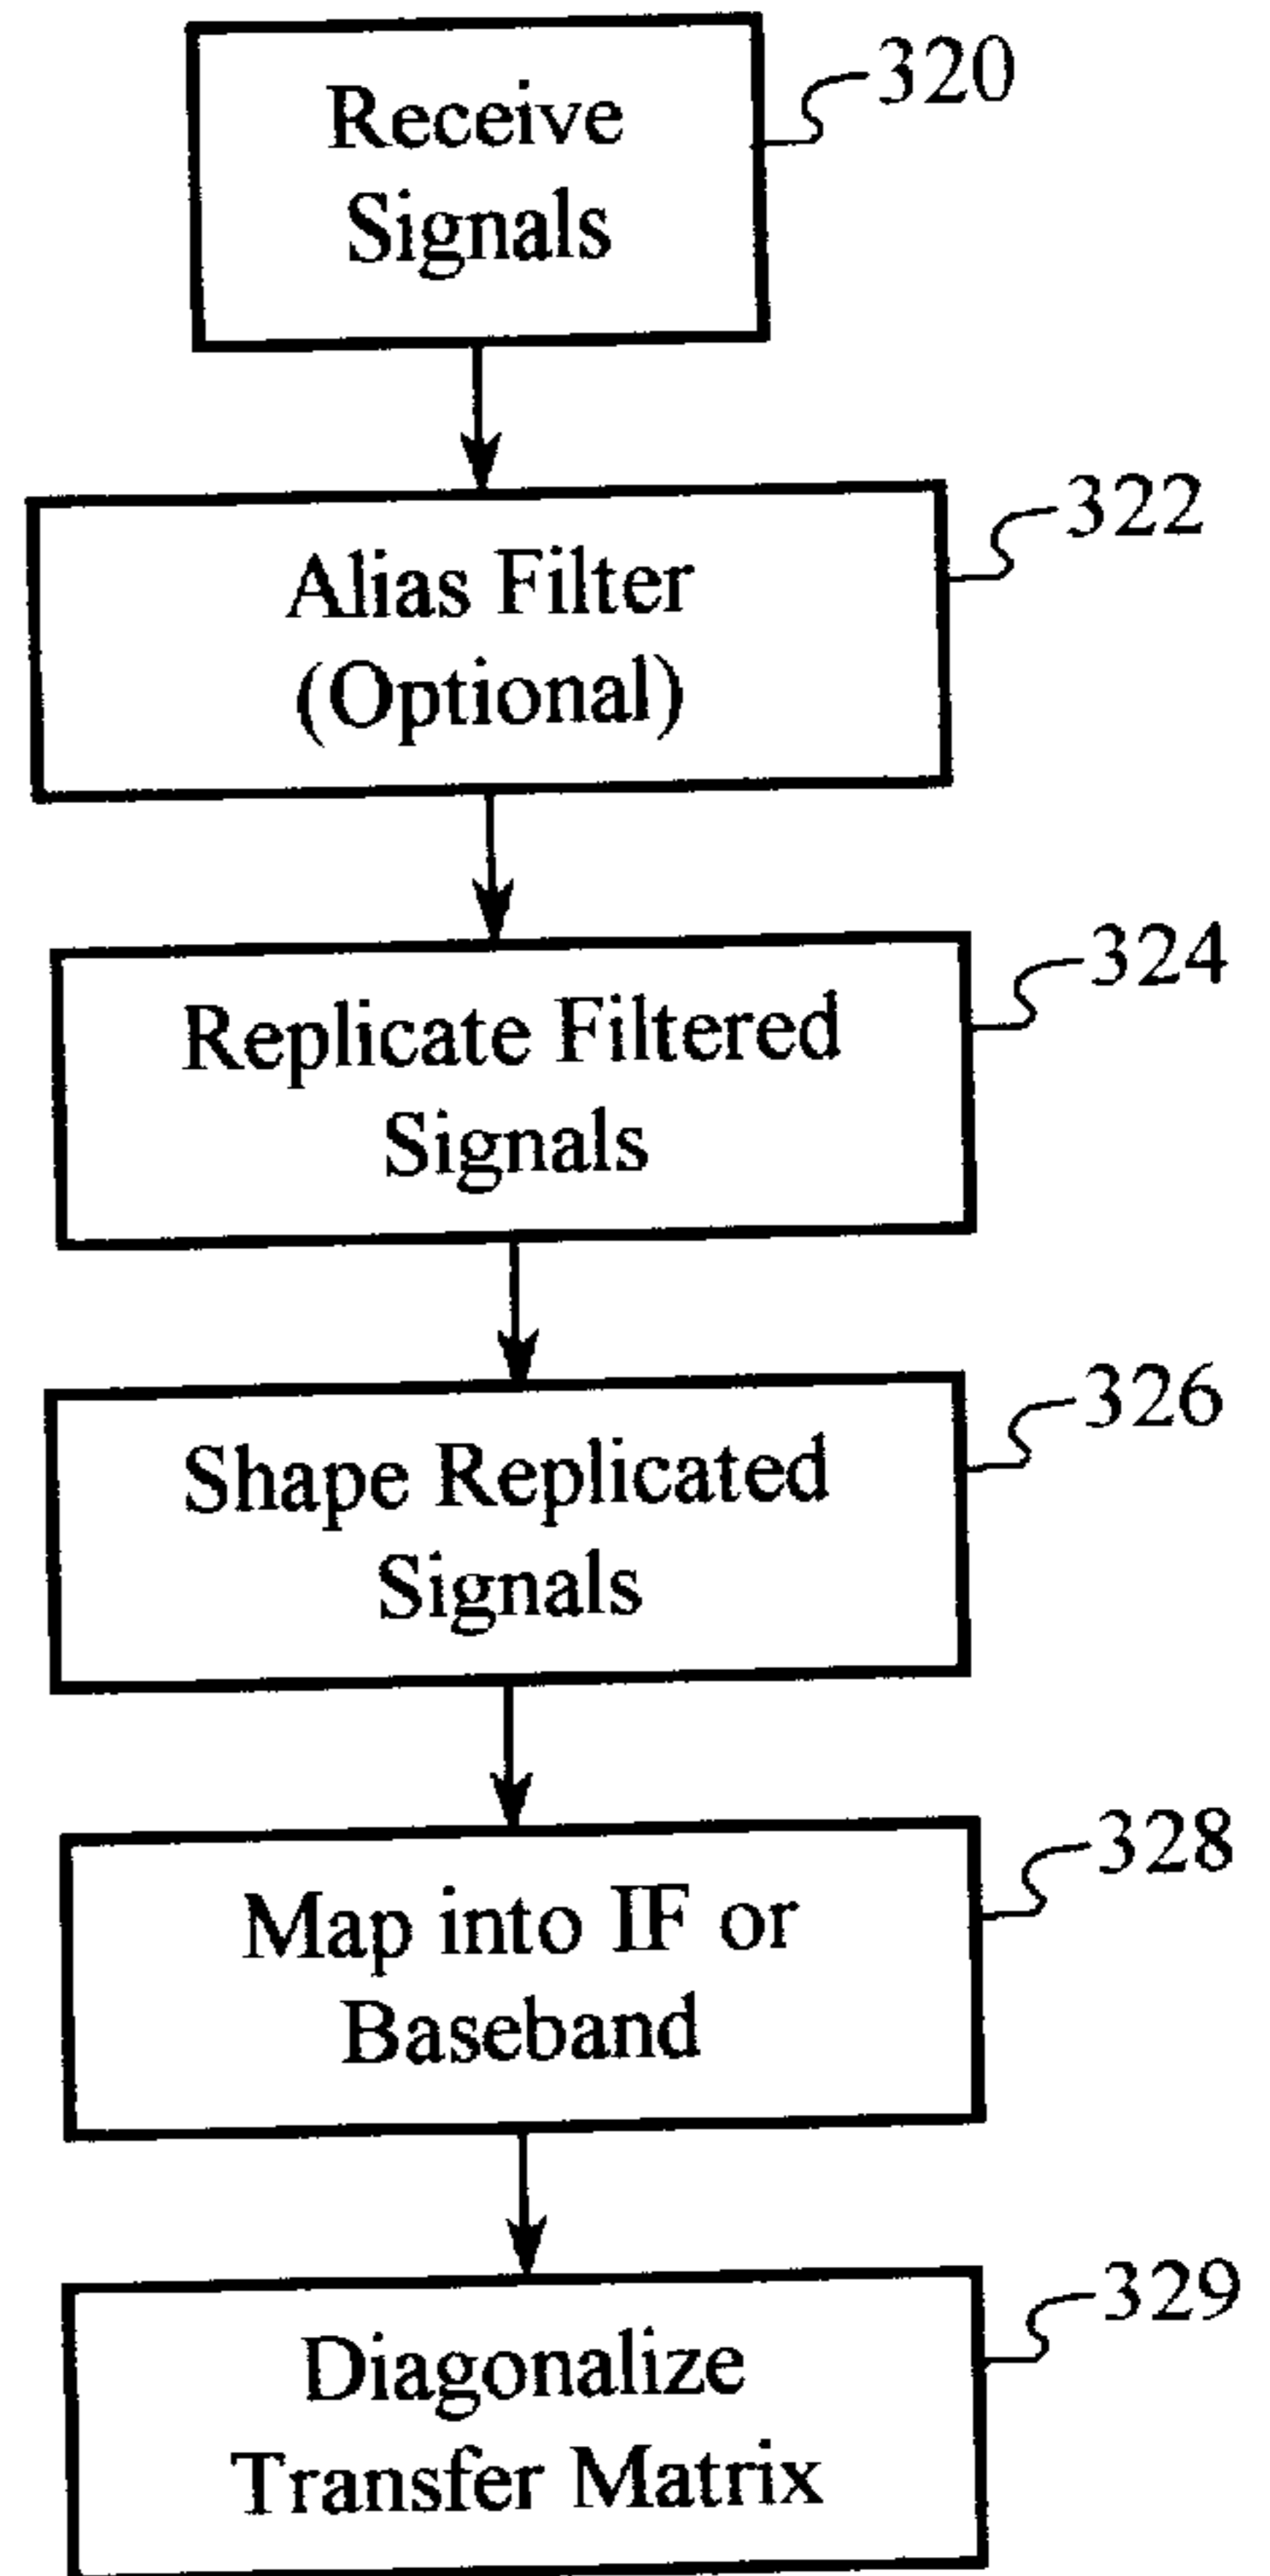 Receive
Signals
320
Alias Filter
(Optional)
322
Replicate Filtered
Signals
324
Shape Replicated
Signals
326
Map into IF or
Baseband
328
Diagonalize
Transfer Matrix
329